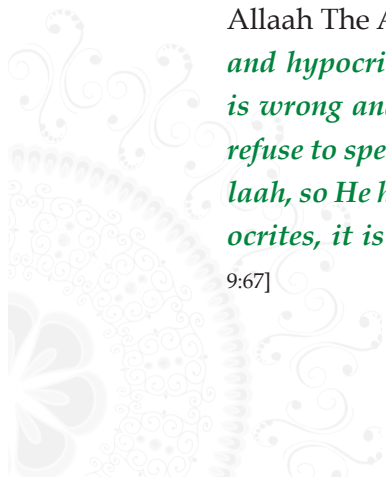 Allaah The A
and hypocri
is wrong an
refuse to spe
laah, so He h
ocrites, it is
9:67]